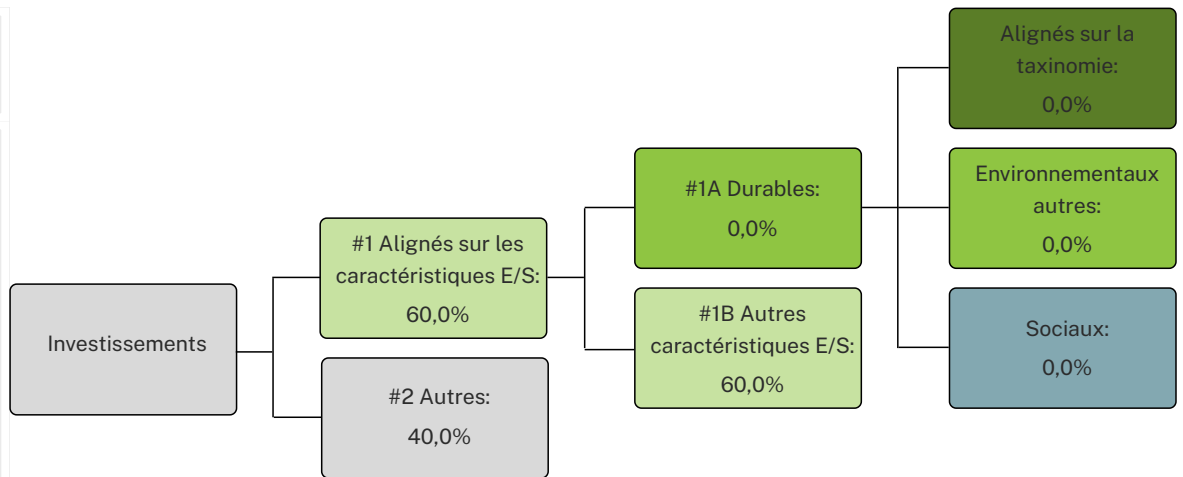 Investissements
#1 Alignés sur les
caractéristiques E/S:
60,0%
#2 Autres:
40,0%
#1A Durables:
0,0%
#1B Autres
caractéristiques E/S:
60,0%
Alignés sur la
taxinomie:
0,0%
Environnementaux
autres:
0,0%
Sociaux:
0,0%